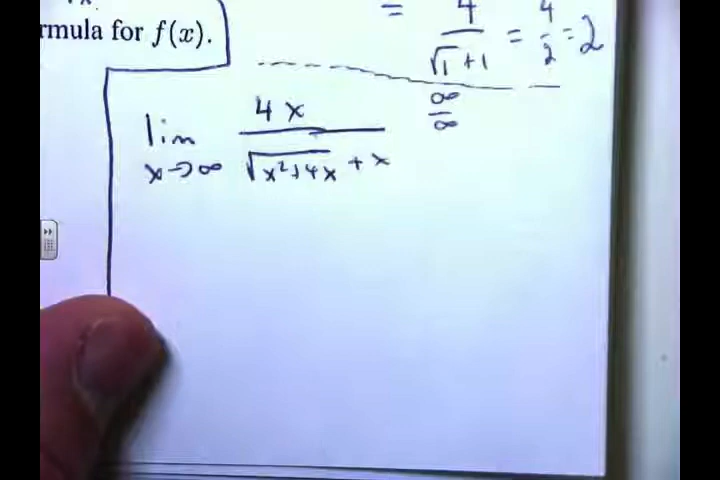 rmula for f(x).
= 4/(√1 + 1) = 4/2 = 2
∞/∞
lim x→∞ 4x/(√(x²+4x) + x)